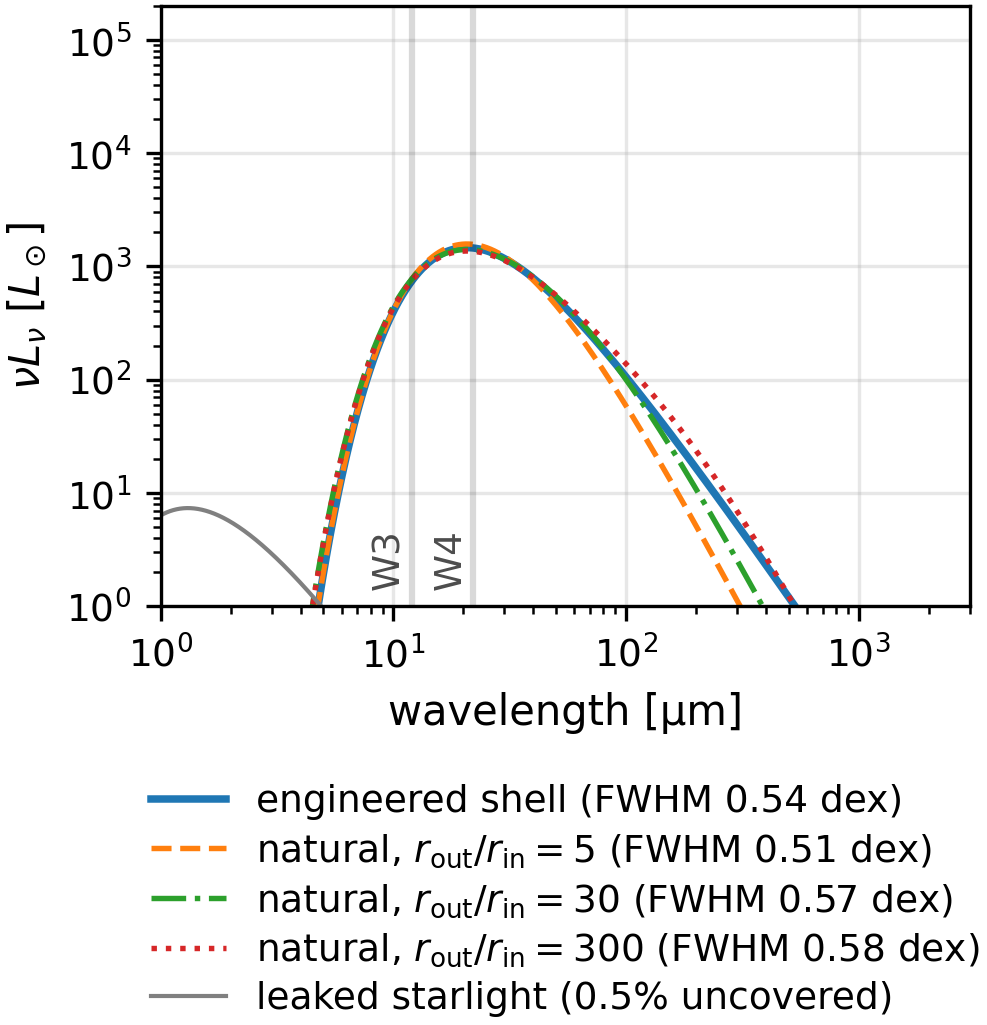 10⁵
10⁴
10³
10²
10¹
10⁰
νL_ν [L_⊙]
W3
W4
10⁰ 10¹ 10² 10³
wavelength [µm]
engineered shell (FWHM 0.54 dex)
natural, r_out/r_in = 5 (FWHM 0.51 dex)
natural, r_out/r_in = 30 (FWHM 0.57 dex)
natural, r_out/r_in = 300 (FWHM 0.58 dex)
leaked starlight (0.5% uncovered)